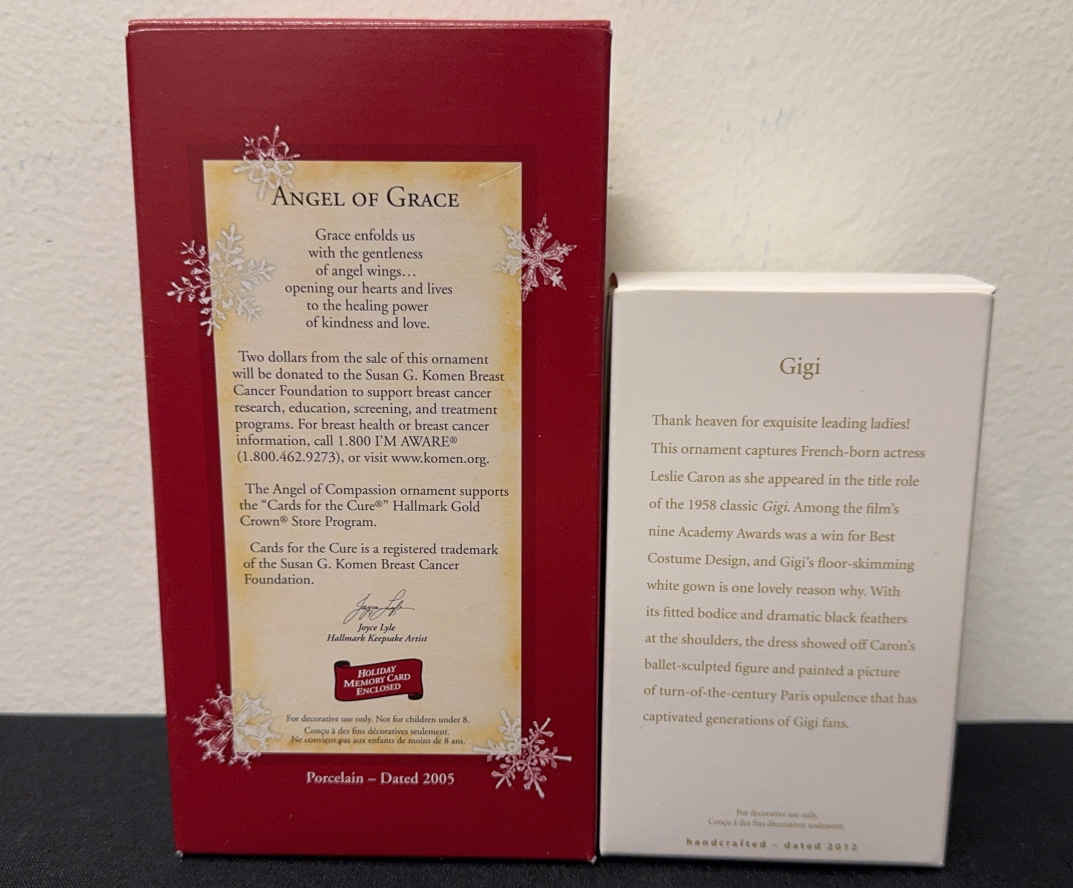 ANGEL OF GRACE
Grace enfolds us
with the gentleness
of angel wings...
opening our hearts and lives
to the healing power
of kindness and love.
Two dollars from the sale of this ornament
will be donated to the Susan G. Komen Breast
Cancer Foundation to support breast cancer
research, education, screening, and treatment
programs. For breast health or breast cancer
information, call 1.800 I'M AWARE®
(1.800.462.9273), or visit www.komen.org.
The Angel of Compassion ornament supports
the “Cards for the Cure®” Hallmark Gold
Crown® Store Program.
Cards for the Cure is a registered trademark
of the Susan G. Komen Breast Cancer
Foundation.
Joyce Lyle
Joyce Lyle
Hallmark Keepsake Artist
HOLIDAY
MEMORY CARD
ENCLOSED
For decorative use only. Not for children under 8.
Conçu à des fins décoratives seulement.
Ne convient pas aux enfants de moins de 8 ans.
Porcelain – Dated 2005
Gigi
Thank heaven for exquisite leading ladies!
This ornament captures French-born actress
Leslie Caron as she appeared in the title role
of the 1958 classic Gigi. Among the film's
nine Academy Awards was a win for Best
Costume Design, and Gigi's floor-skimming
white gown is one lovely reason why. With
its fitted bodice and dramatic black feathers
at the shoulders, the dress showed off Caron's
ballet-sculpted figure and painted a picture
of turn-of-the-century Paris opulence that has
captivated generations of Gigi fans.
For decorative use only.
Conçu à des fins décoratives seulement.
handcrafted – dated 2012